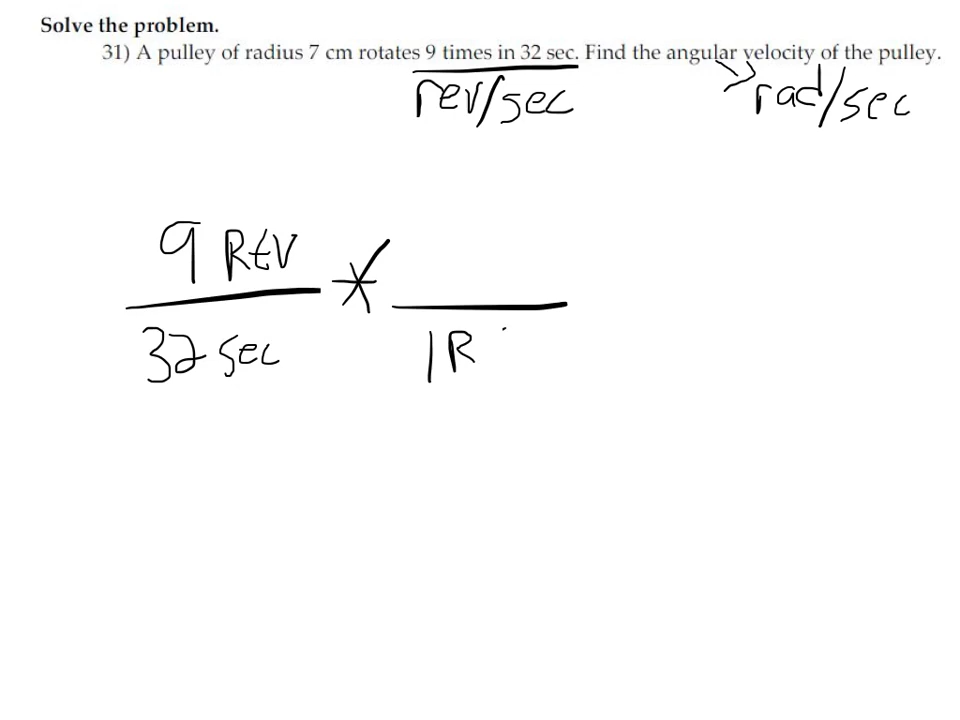 Solve the problem.
31) A pulley of radius 7 cm rotates 9 times in 32 sec. Find the angular velocity of the pulley.
rev/sec rad/sec
9 REV *
32 sec 1R